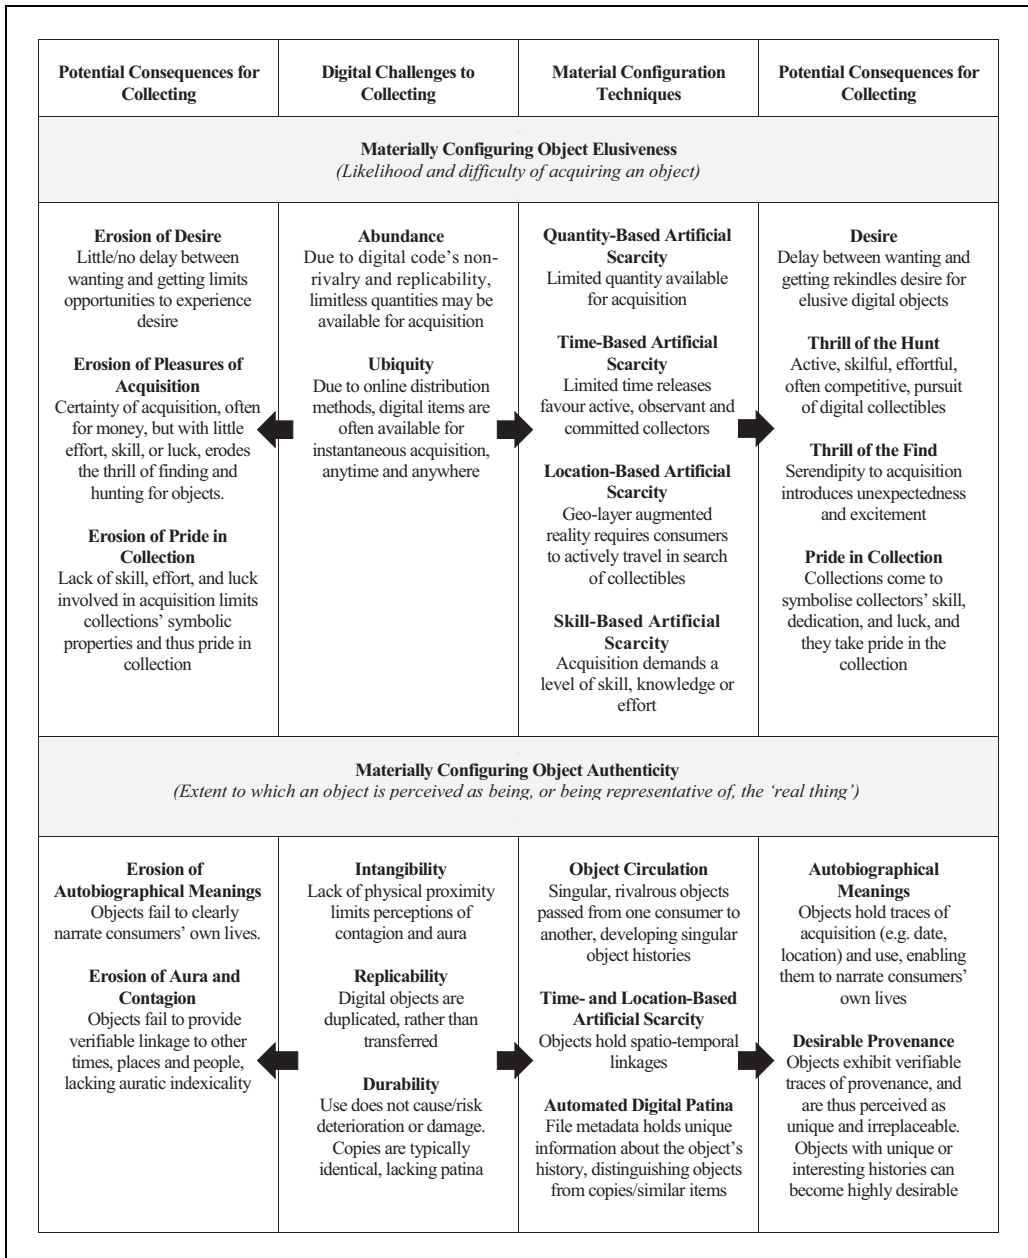 Potential Consequences for
Collecting
Digital Challenges to
Collecting
Material Configuration
Techniques
Potential Consequences for
Collecting
Materially Configuring Object Elusiveness
(Likelihood and difficulty of acquiring an object)
Erosion of Desire
Little/no delay between
wanting and getting limits
opportunities to experience
desire
Erosion of Pleasures of
Acquisition
Certainty of acquisition, often
for money, but with little
effort, skill, or luck, erodes
the thrill of finding and
hunting for objects.
Erosion of Pride in
Collection
Lack of skill, effort, and luck
involved in acquisition limits
collections' symbolic
properties and thus pride in
collection
Abundance
Due to digital code's non-
rivalry and replicability,
limitless quantities may be
available for acquisition
Ubiquity
Due to online distribution
methods, digital items are
often available for
instantaneous acquisition,
anytime and anywhere
Quantity-Based Artificial
Scarcity
Limited quantity available
for acquisition
Time-Based Artificial
Scarcity
Limited time releases
favour active, observant and
committed collectors
Location-Based Artificial
Scarcity
Geo-layer augmented
reality requires consumers
to actively travel in search
of collectibles
Skill-Based Artificial
Scarcity
Acquisition demands a
level of skill, knowledge or
effort
Desire
Delay between wanting and
getting rekindles desire for
elusive digital objects
Thrill of the Hunt
Active, skilful, effortful,
often competitive, pursuit
of digital collectibles
Thrill of the Find
Serendipity to acquisition
introduces unexpectedness
and excitement
Pride in Collection
Collections come to
symbolise collectors' skill,
dedication, and luck, and
they take pride in the
collection
Materially Configuring Object Authenticity
(Extent to which an object is perceived as being, or being representative of, the 'real thing')
Erosion of
Autobiographical Meanings
Objects fail to clearly
narrate consumers' own lives.
Erosion of Aura and
Contagion
Objects fail to provide
verifiable linkage to other
times, places and people,
lacking auratic indexicality
Intangibility
Lack of physical proximity
limits perceptions of
contagion and aura
Replicability
Digital objects are
duplicated, rather than
transferred
Durability
Use does not cause/risk
deterioration or damage.
Copies are typically
identical, lacking patina
Object Circulation
Singular, rivalrous objects
passed from one consumer to
another, developing singular
object histories
Time- and Location-Based
Artificial Scarcity
Objects hold spatio-temporal
linkages
Automated Digital Patina
File metadata holds unique
information about the object's
history, distinguishing objects
from copies/similar items
Autobiographical
Meanings
Objects hold traces of
acquisition (e.g. date,
location) and use, enabling
them to narrate consumers'
own lives
Desirable Provenance
Objects exhibit verifiable
traces of provenance, and
are thus perceived as
unique and irreplaceable.
Objects with unique or
interesting histories can
become highly desirable